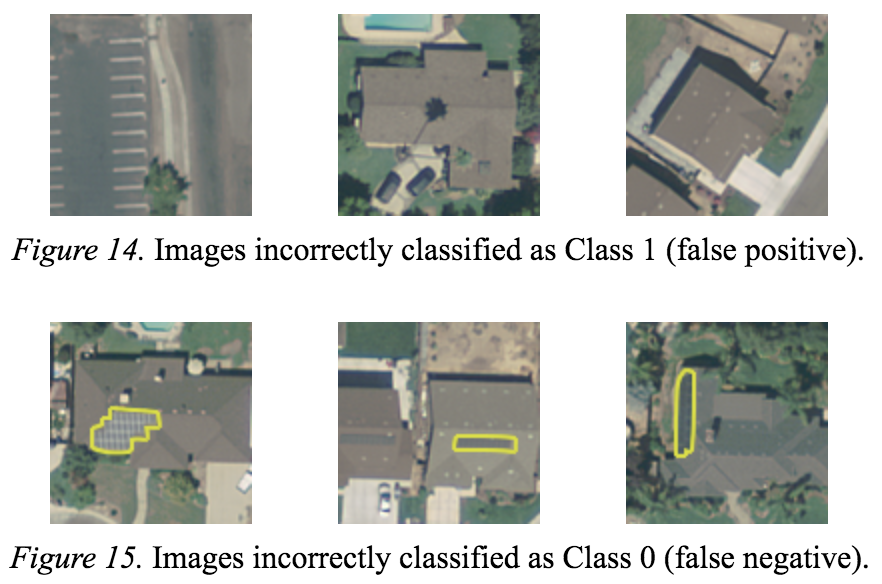 Figure 14. Images incorrectly classified as Class 1 (false positive).
Figure 15. Images incorrectly classified as Class 0 (false negative).